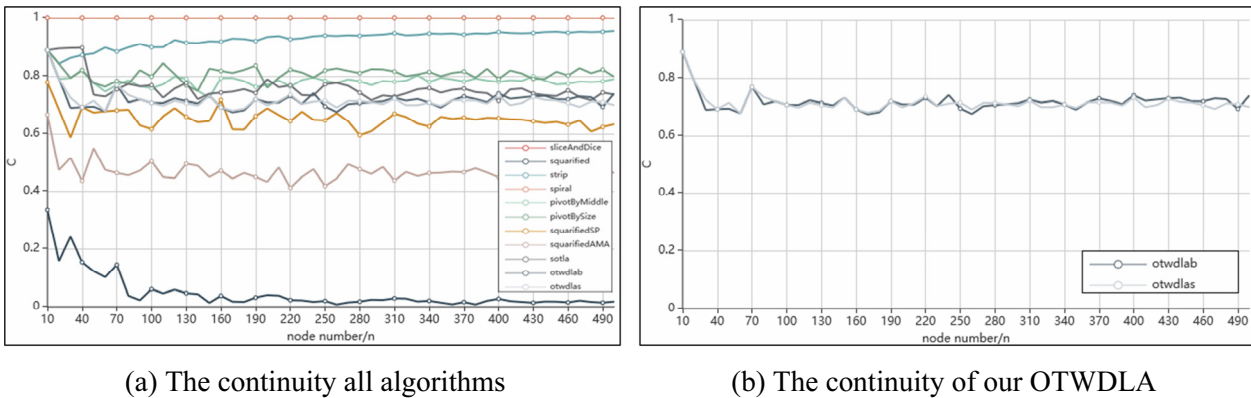 1
0.8
0.6
0.4
0.2
0
C
10 40 70 100 130 160 190 220 250 280 310 340 370 400 430 460 490
node number/n
sliceAndDice
squarified
strip
spiral
pivotByMiddle
pivotBySize
squarifiedSP
squarifiedAMA
sotla
otwdlab
otwdlas
(a) The continuity all algorithms
1
0.8
0.6
0.4
0.2
0
C
10 40 70 100 130 160 190 220 250 280 310 340 370 400 430 460 490
node number/n
otwdlab
otwdlas
(b) The continuity of our OTWDLA